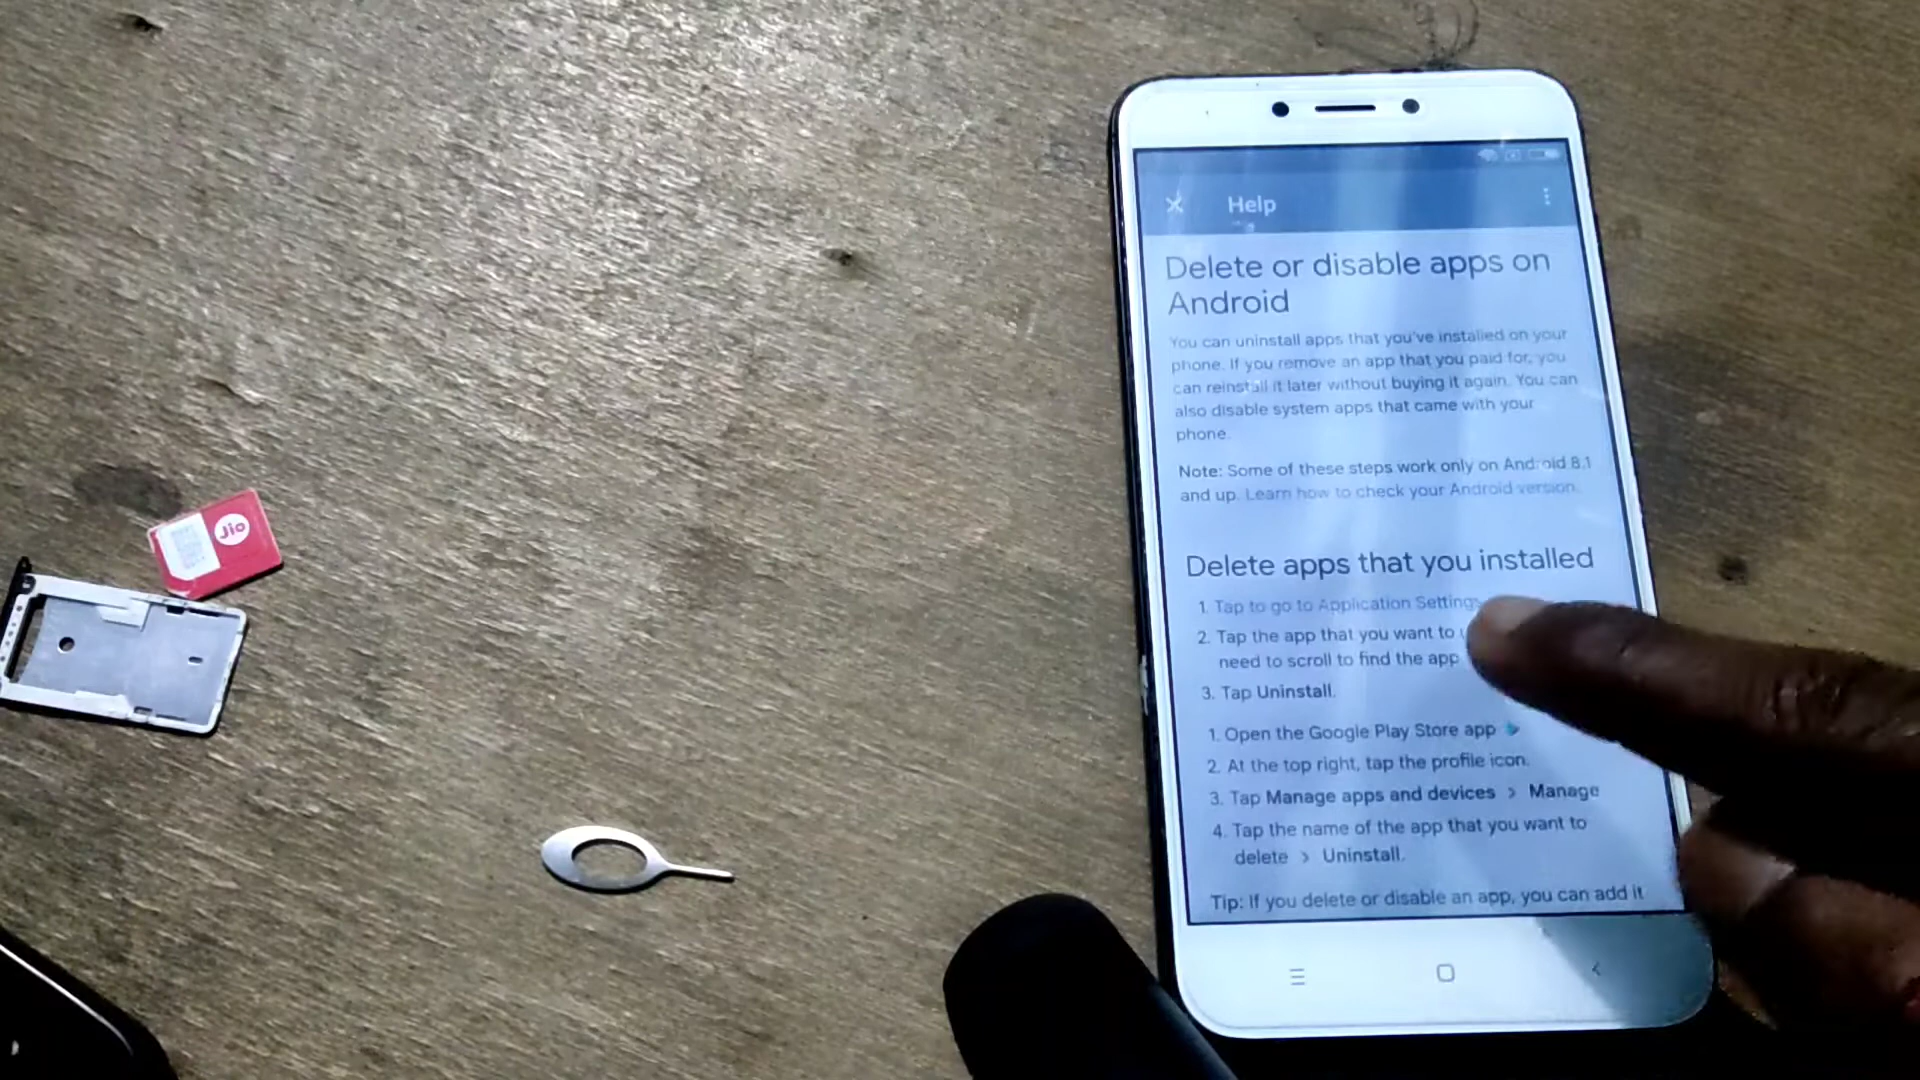 Help
Delete or disable apps on
Android
You can uninstall apps that you've installed on your
phone. If you remove an app that you paid for, you
can reinstall it later without buying it again. You can
also disable system apps that came with your
phone.
Note: Some of these steps work only on Android 8.1
and up. Learn how to check your Android version.
Delete apps that you installed
1. Tap to go to Application Settings
2. Tap the app that you want to
need to scroll to find the app
3. Tap Uninstall.
1. Open the Google Play Store app
2. At the top right, tap the profile icon.
3. Tap Manage apps and devices > Manage
4. Tap the name of the app that you want to
delete > Uninstall.
Tip: If you delete or disable an app, you can add it
Jio